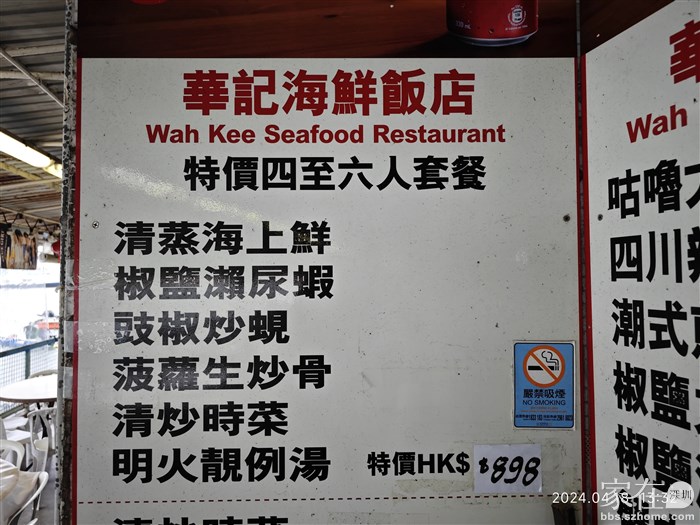 華記海鮮飯店
Wah Kee Seafood Restaurant
特價四至六人套餐
清蒸海上鮮
椒鹽瀨尿蝦
豉椒炒蜆
菠蘿生炒骨
清炒時菜
明火靚例湯 特價HK$ $898
嚴禁吸煙
NO SMOKING
Wah
咕嚕
四川
潮式
椒鹽
椒鹽
2024.04.18 13:32
家在深圳
bbs.szhome.com